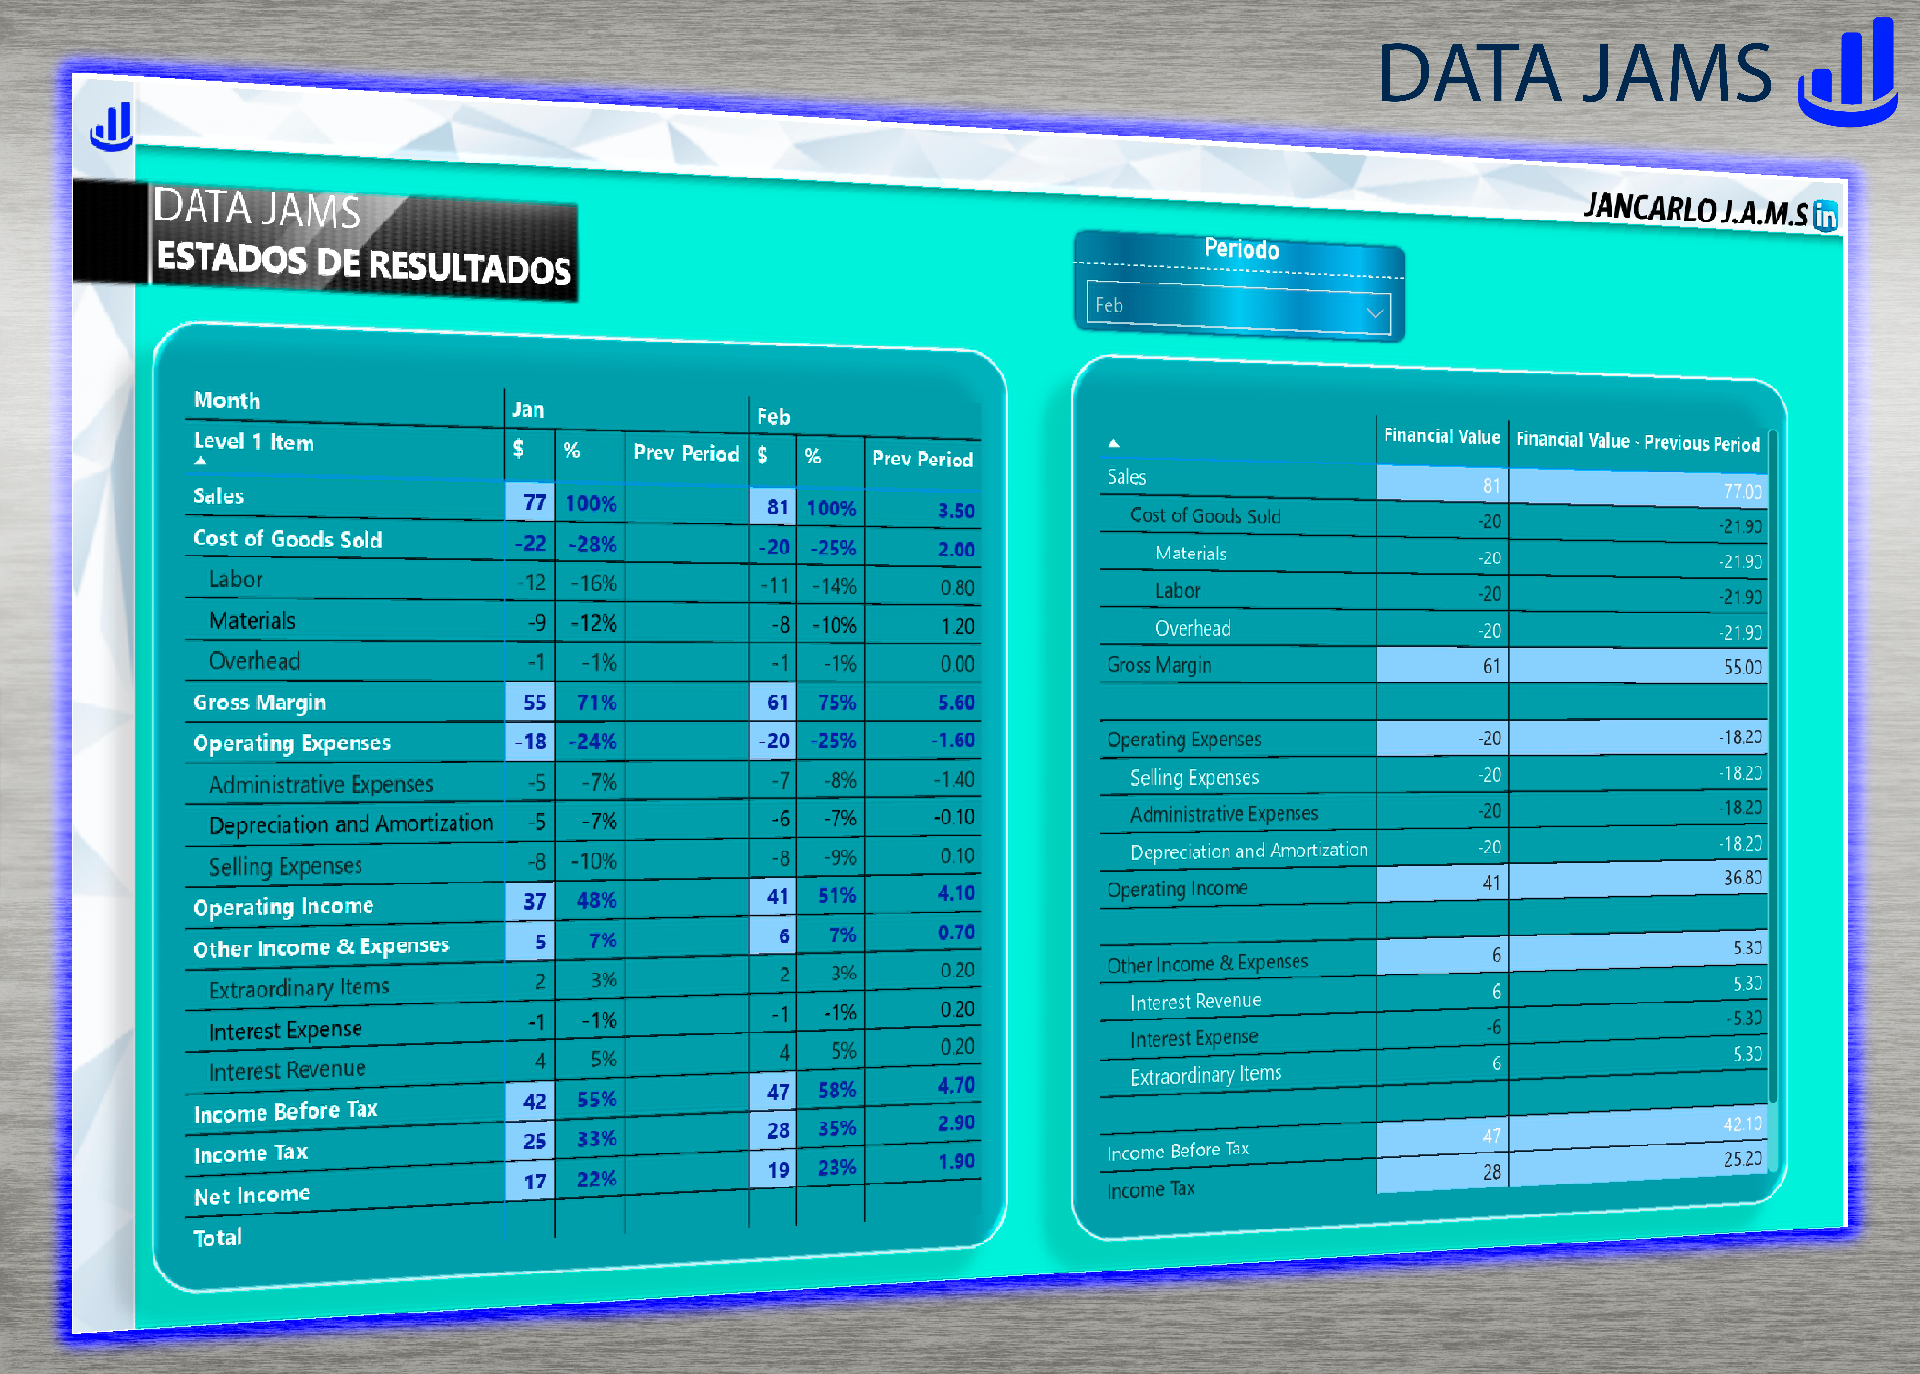 DATA JAMS
JANCARLO J.A.M.S in
DATA JAMS
ESTADOS DE RESULTADOS
Periodo
Feb
Month Jan Feb
Level 1 Item $ % Prev Period $ % Prev Period
Sales 77 100% 81 100% 3.50
Cost of Goods Sold -22 -28% -20 -25% 2.00
Labor -12 -16% -11 -14% 0.80
Materials -9 -12% -8 -10% 1.20
Overhead -1 -1% -1 -1% 0.00
Gross Margin 55 71% 61 75% 5.60
Operating Expenses -18 -24% -20 -25% -1.60
Administrative Expenses -5 -7% -7 -8% -1.40
Depreciation and Amortization -5 -7% -6 -7% -0.10
Selling Expenses -8 -10% -8 -9% 0.10
Operating Income 37 48% 41 51% 4.10
Other Income & Expenses 5 7% 6 7% 0.70
Extraordinary Items 2 3% 2 3% 0.20
Interest Expense -1 -1% -1 -1% 0.20
Interest Revenue 4 5% 4 5% 0.20
Income Before Tax 42 55% 47 58% 4.70
Income Tax 25 33% 28 35% 2.90
Net Income 17 22% 19 23% 1.90
Total
Financial Value Financial Value - Previous Period
Sales 81 77.00
Cost of Goods Sold -20 -21.90
Materials -20 -21.90
Labor -20 -21.90
Overhead -20 -21.90
Gross Margin 61 55.00
Operating Expenses -20 -18.20
Selling Expenses -20 -18.20
Administrative Expenses -20 -18.20
Depreciation and Amortization -20 -18.20
Operating Income 41 36.80
Other Income & Expenses 6 5.30
Interest Revenue 6 5.30
Interest Expense -6 -5.30
Extraordinary Items 6 5.30
Income Before Tax 47 42.10
Income Tax 28 25.20